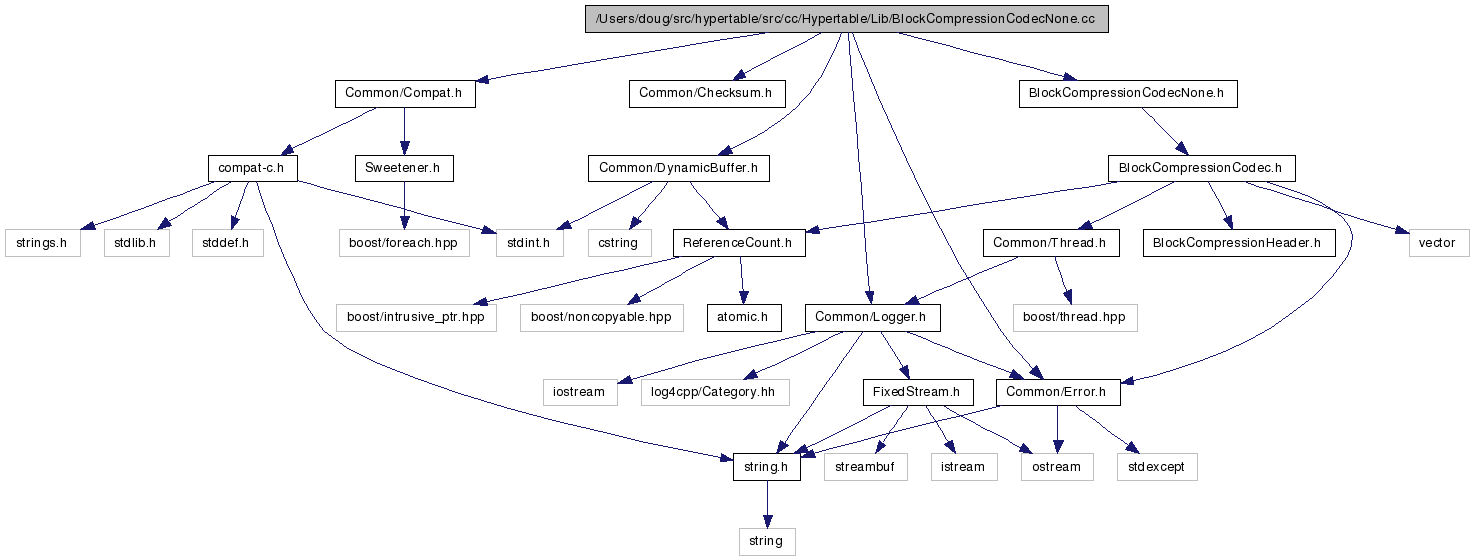 /Users/doug/src/hypertable/src/cc/Hypertable/Lib/BlockCompressionCodecNone.cc
Common/Compat.h
Common/Checksum.h
BlockCompressionCodecNone.h
compat-c.h
Sweetener.h
Common/DynamicBuffer.h
BlockCompressionCodec.h
strings.h
stdlib.h
stddef.h
boost/foreach.hpp
stdint.h
cstring
ReferenceCount.h
Common/Thread.h
BlockCompressionHeader.h
vector
boost/intrusive_ptr.hpp
boost/noncopyable.hpp
atomic.h
Common/Logger.h
boost/thread.hpp
iostream
log4cpp/Category.hh
FixedStream.h
Common/Error.h
string.h
streambuf
istream
ostream
stdexcept
string